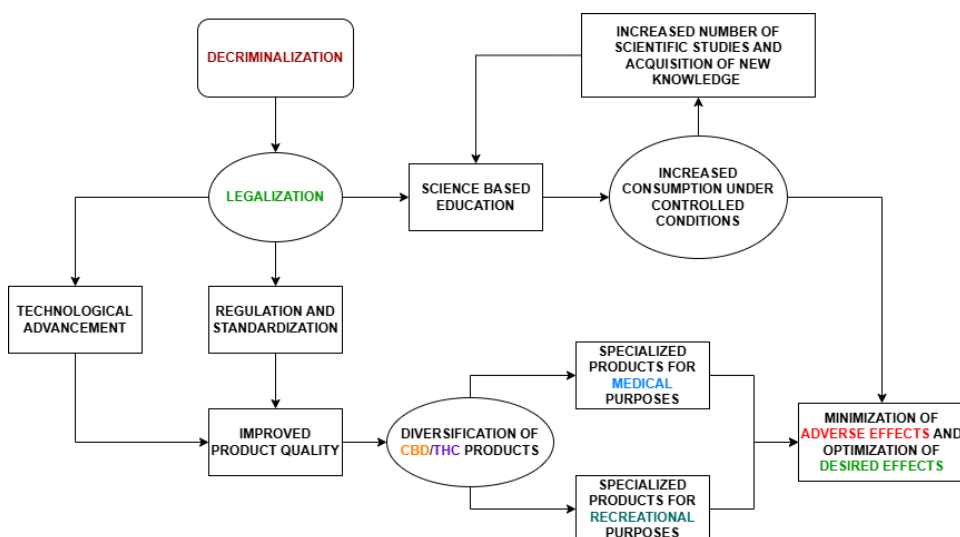 DECRIMINALIZATION
INCREASED NUMBER OF
SCIENTIFIC STUDIES AND
ACQUISITION OF NEW
KNOWLEDGE
LEGALIZATION
SCIENCE BASED
EDUCATION
INCREASED
CONSUMPTION UNDER
CONTROLLED
CONDITIONS
TECHNOLOGICAL
ADVANCEMENT
REGULATION AND
STANDARDIZATION
SPECIALIZED
PRODUCTS FOR
MEDICAL
PURPOSES
IMPROVED
PRODUCT QUALITY
DIVERSIFICATION OF
CBD/THC PRODUCTS
MINIMIZATION OF
ADVERSE EFFECTS AND
OPTIMIZATION OF
DESIRED EFFECTS
SPECIALIZED
PRODUCTS FOR
RECREATIONAL
PURPOSES